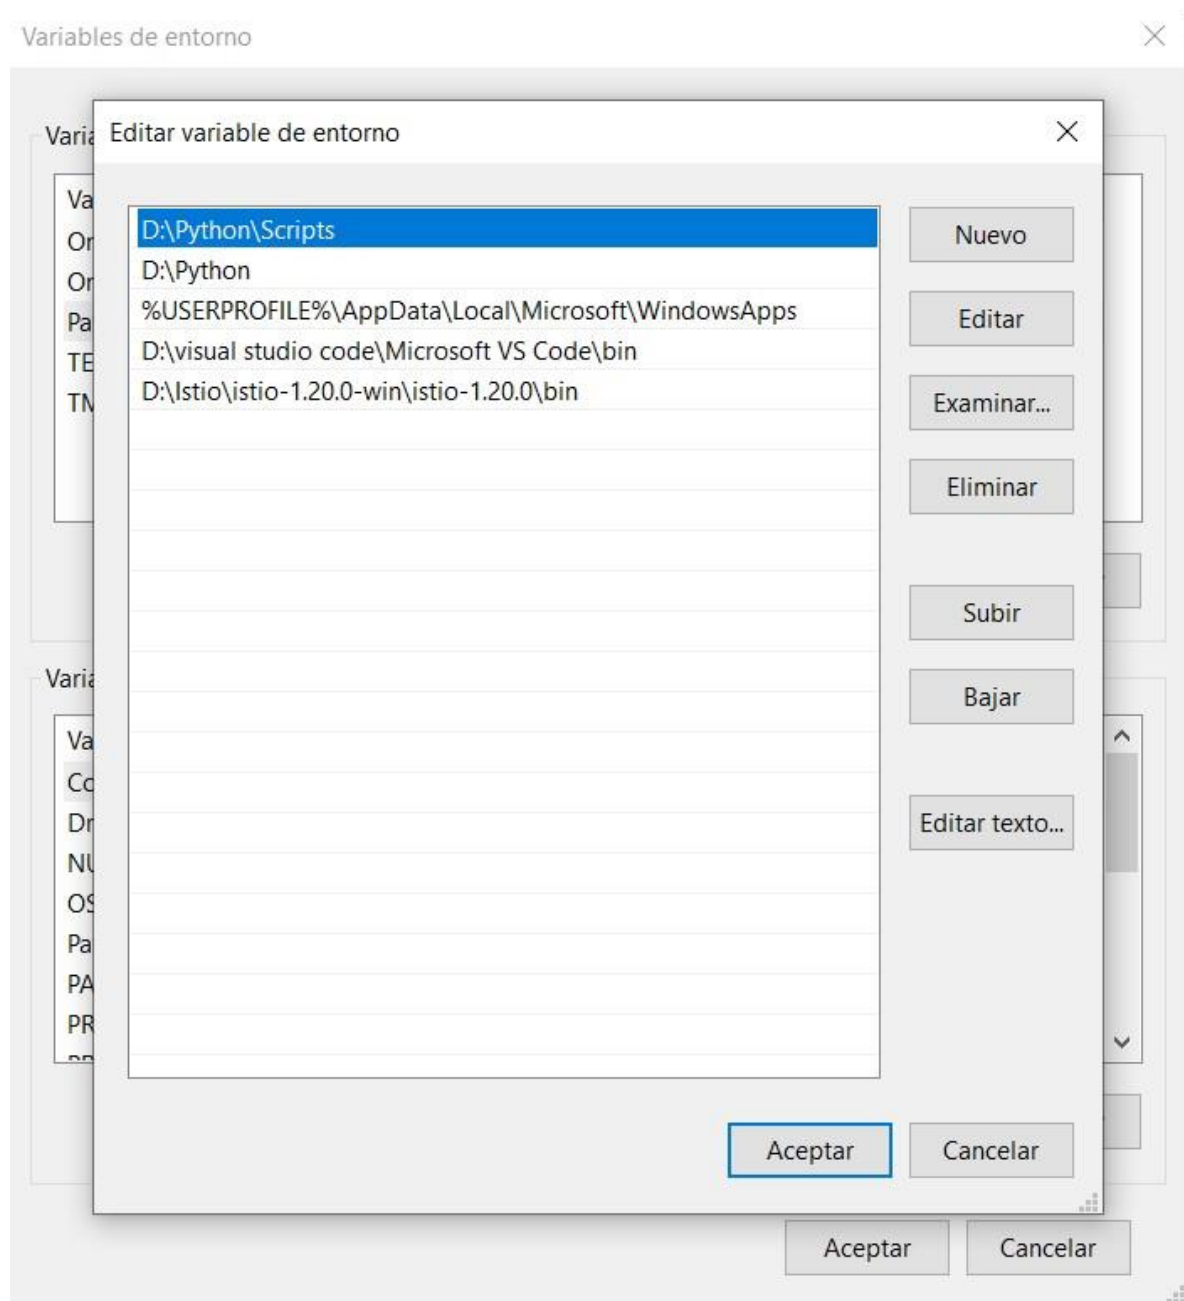 Variables de entorno
Editar variable de entorno
D:\Python\Scripts
D:\Python
%USERPROFILE%\AppData\Local\Microsoft\WindowsApps
D:\visual studio code\Microsoft VS Code\bin
D:\Istio\istio-1.20.0-win\istio-1.20.0\bin
Nuevo
Editar
Examinar...
Eliminar
Subir
Bajar
Editar texto...
Aceptar
Cancelar
Aceptar
Cancelar